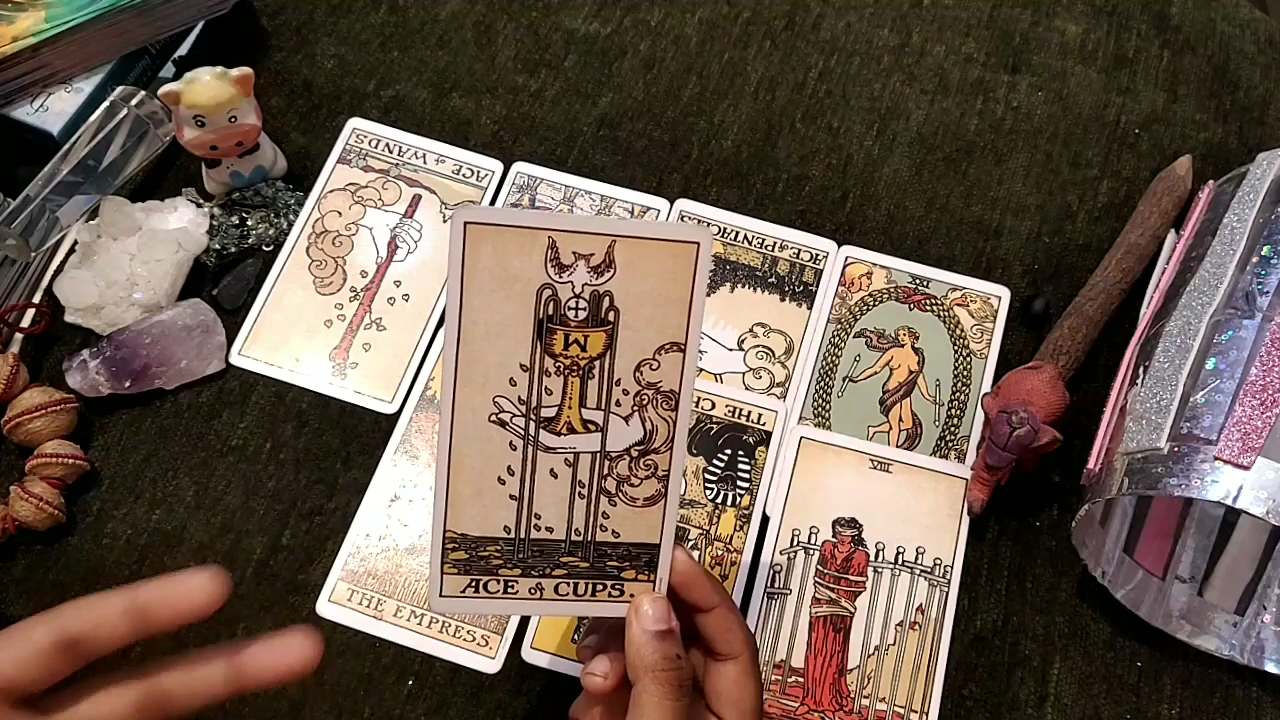 ACE of WANDS
ACE of PENTACLES
XXI
M
THE CH
VIII
ACE of CUPS.
THE EMPRESS.